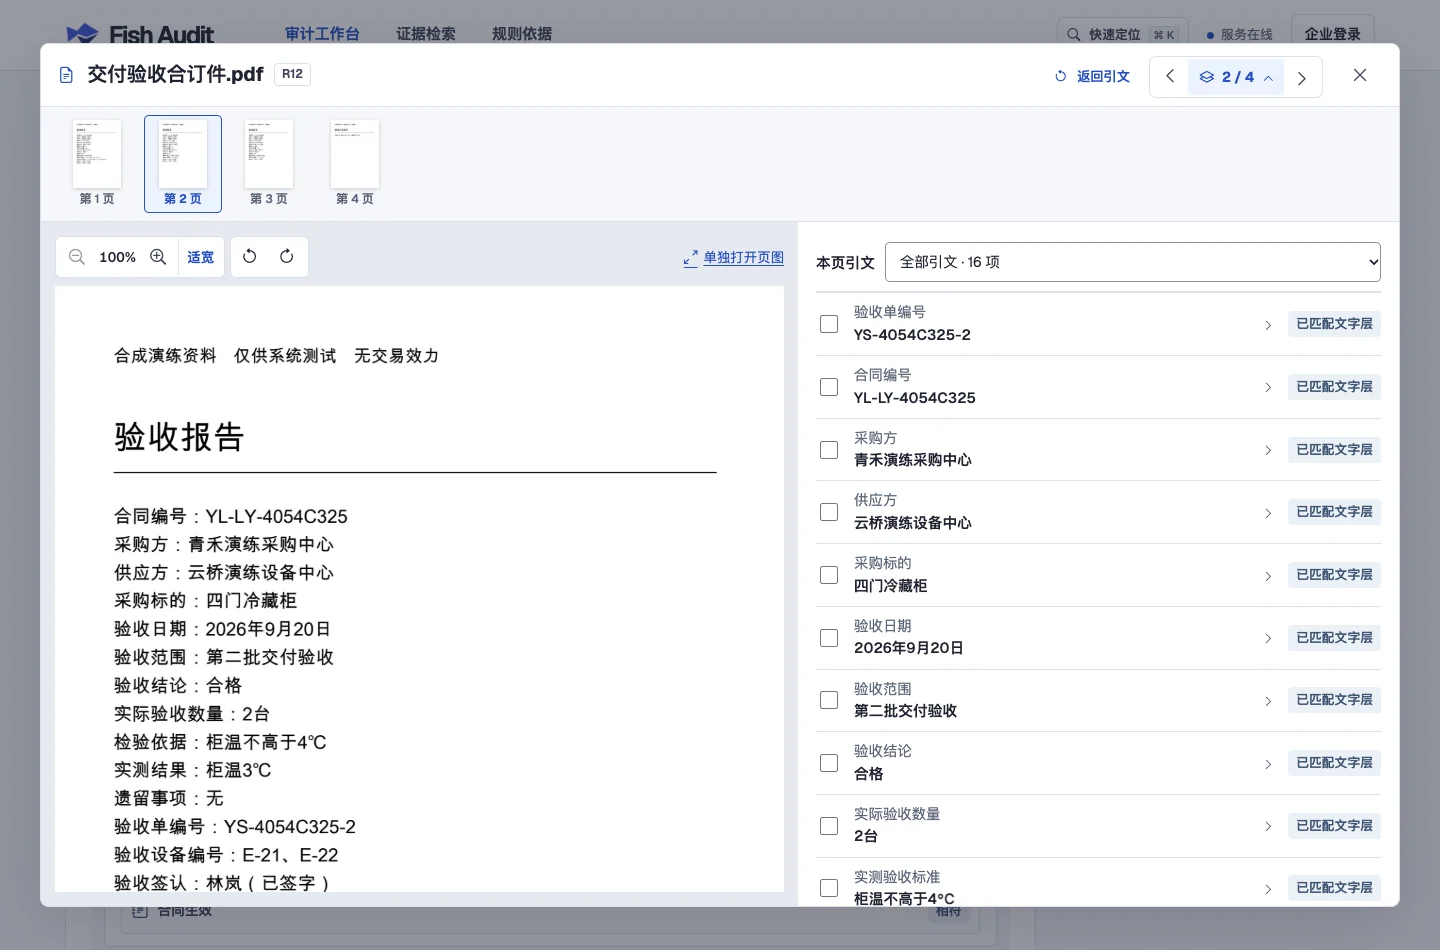 Fish Audit
审计工作台
证据检索
规则依据
快速定位 ⌘ K
服务在线
企业登录
交付验收合订件.pdf R12
返回引文
2 / 4
第 1 页
第 2 页
第 3 页
第 4 页
100%
适宽
单独打开页图
合成演练资料 仅供系统测试 无交易效力
验收报告
合同编号：YL-LY-4054C325
采购方：青禾演练采购中心
供应方：云桥演练设备中心
采购标的：四门冷藏柜
验收日期：2026年9月20日
验收范围：第二批交付验收
验收结论：合格
实际验收数量：2台
检验依据：柜温不高于4℃
实测结果：柜温3℃
遗留事项：无
验收单编号：YS-4054C325-2
验收设备编号：E-21、E-22
验收签认：林岚（已签字）
本页引文
全部引文 · 16 项
验收单编号
YS-4054C325-2
已匹配文字层
合同编号
YL-LY-4054C325
已匹配文字层
采购方
青禾演练采购中心
已匹配文字层
供应方
云桥演练设备中心
已匹配文字层
采购标的
四门冷藏柜
已匹配文字层
验收日期
2026年9月20日
已匹配文字层
验收范围
第二批交付验收
已匹配文字层
验收结论
合格
已匹配文字层
实际验收数量
2台
已匹配文字层
实测验收标准
柜温不高于4°C
已匹配文字层
合同生效
相符